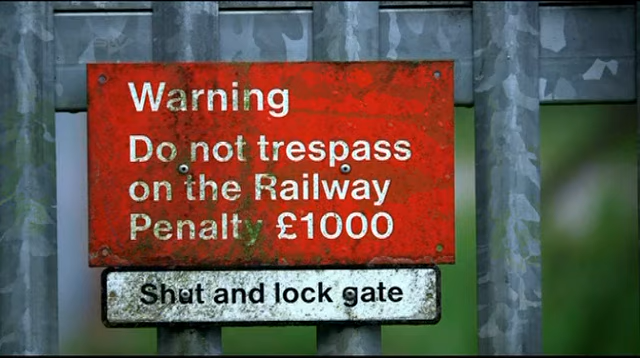 Warning
Do not trespass
on the Railway
Penalty £1000
Shut and lock gate